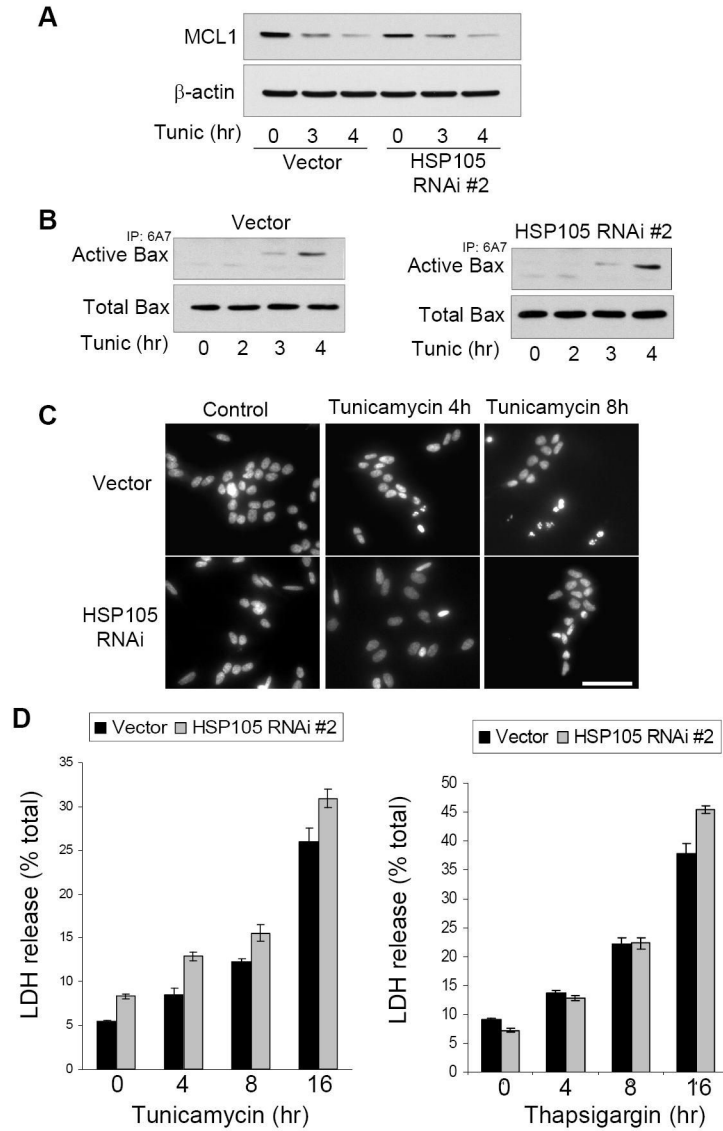 A
MCL1
β-actin
Tunic (hr) 0 3 4 0 3 4
Vector HSP105
RNAi #2
B
Vector
IP: 6A7
Active Bax
Total Bax
Tunic (hr) 0 2 3 4
HSP105 RNAi #2
IP: 6A7
Active Bax
Total Bax
Tunic (hr) 0 2 3 4
C
Control Tunicamycin 4h Tunicamycin 8h
Vector
HSP105
RNAi
D
Vector HSP105 RNAi #2
LDH release (% total)
35
30
25
20
15
10
5
0
0 4 8 16
Tunicamycin (hr)
Vector HSP105 RNAi #2
LDH release (% total)
50
45
40
35
30
25
20
15
10
5
0
0 4 8 16
Thapsigargin (hr)